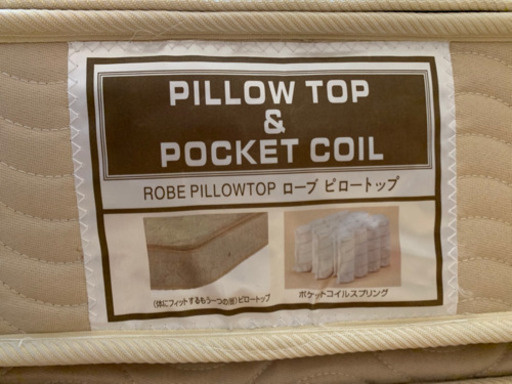 PILLOW TOP
&
POCKET COIL
ROBE PILLOWTOP ローブ ピロートップ
(体にフィットするもう一つの層)ピロートップ
ポケットコイルスプリング